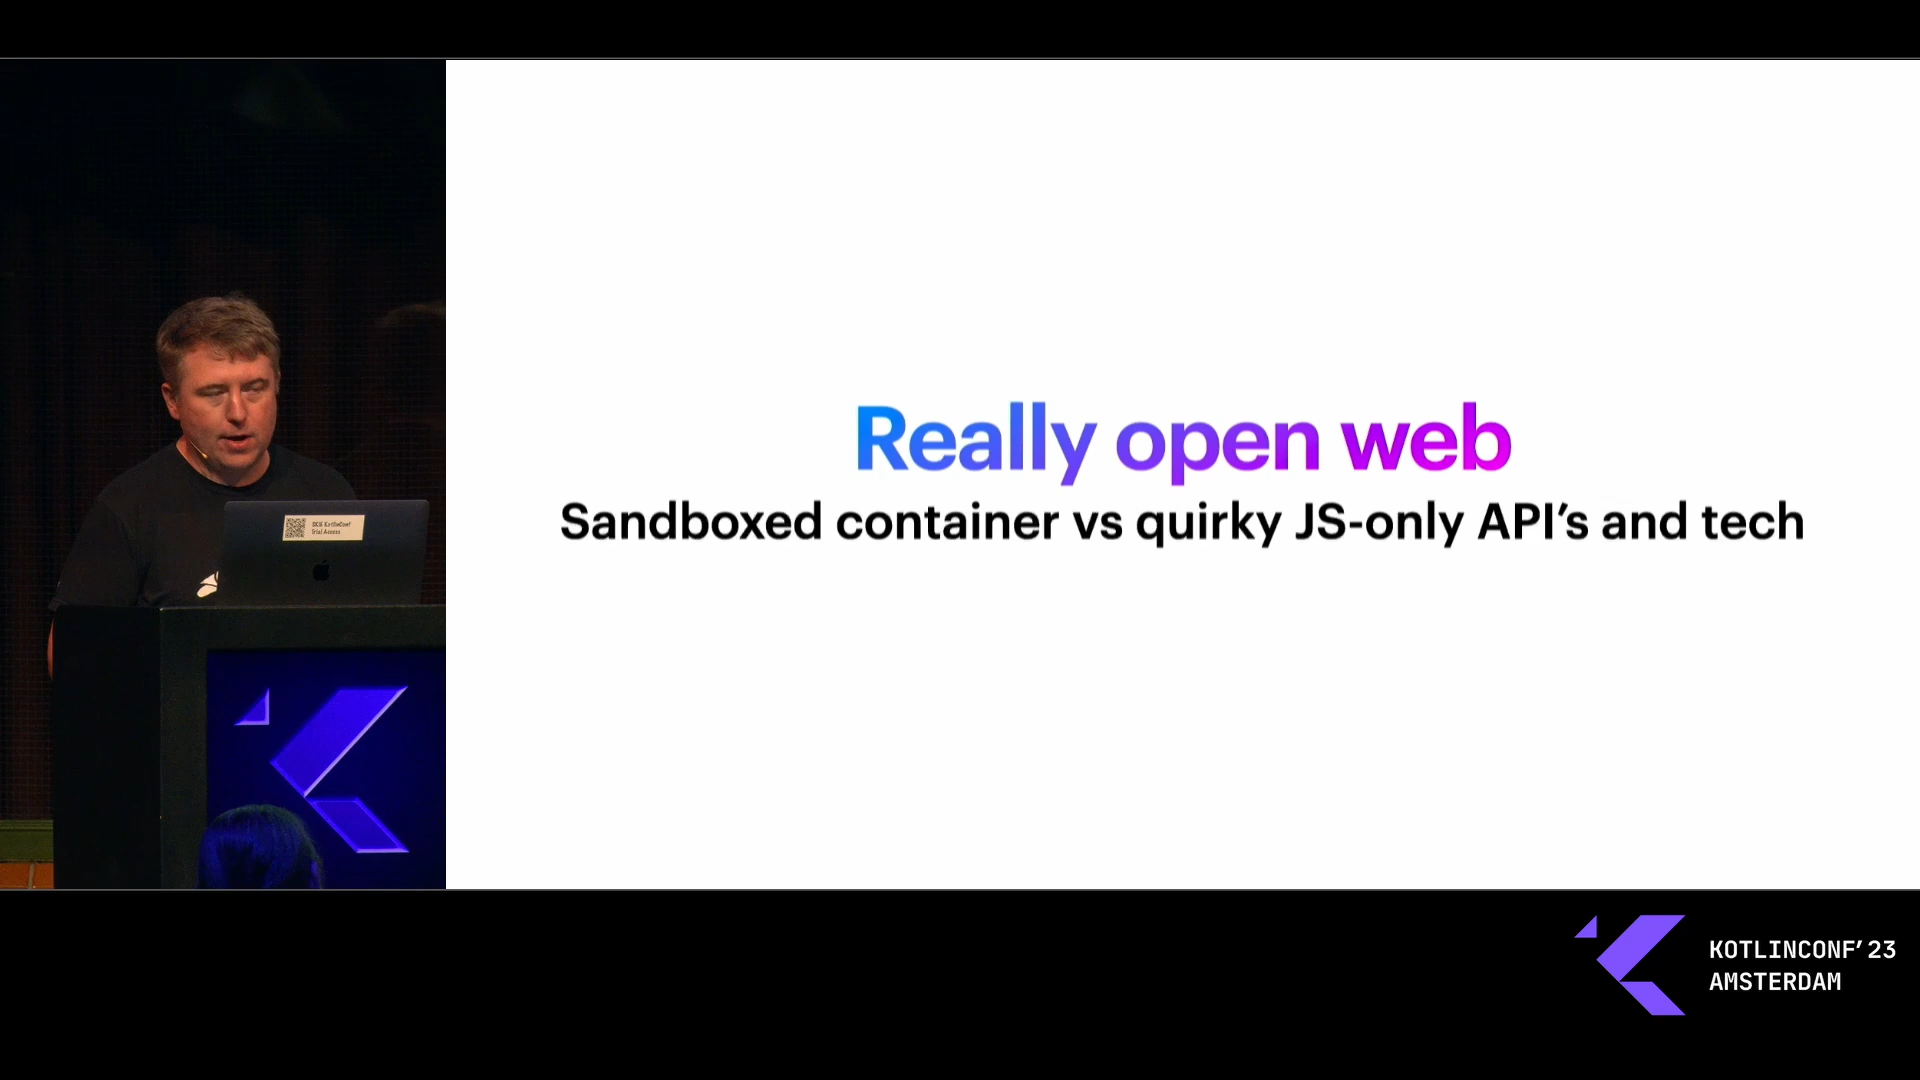 Really open web
Sandboxed container vs quirky JS-only API’s and tech
KOTLINCONF’23
AMSTERDAM